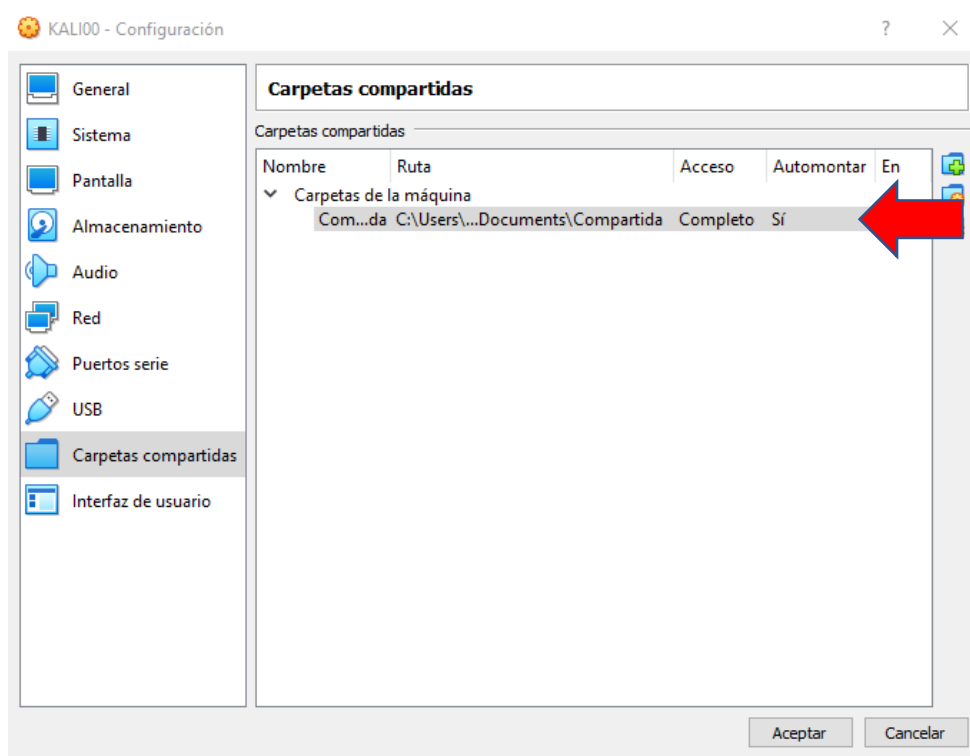 KALI00 - Configuración
?
General
Sistema
Pantalla
Almacenamiento
Audio
Red
Puertos serie
USB
Carpetas compartidas
Interfaz de usuario
Carpetas compartidas
Carpetas compartidas
Nombre Ruta Acceso Automontar En
Carpetas de la máquina
Com...da C:\Users\...Documents\Compartida Completo Sí
Aceptar Cancelar